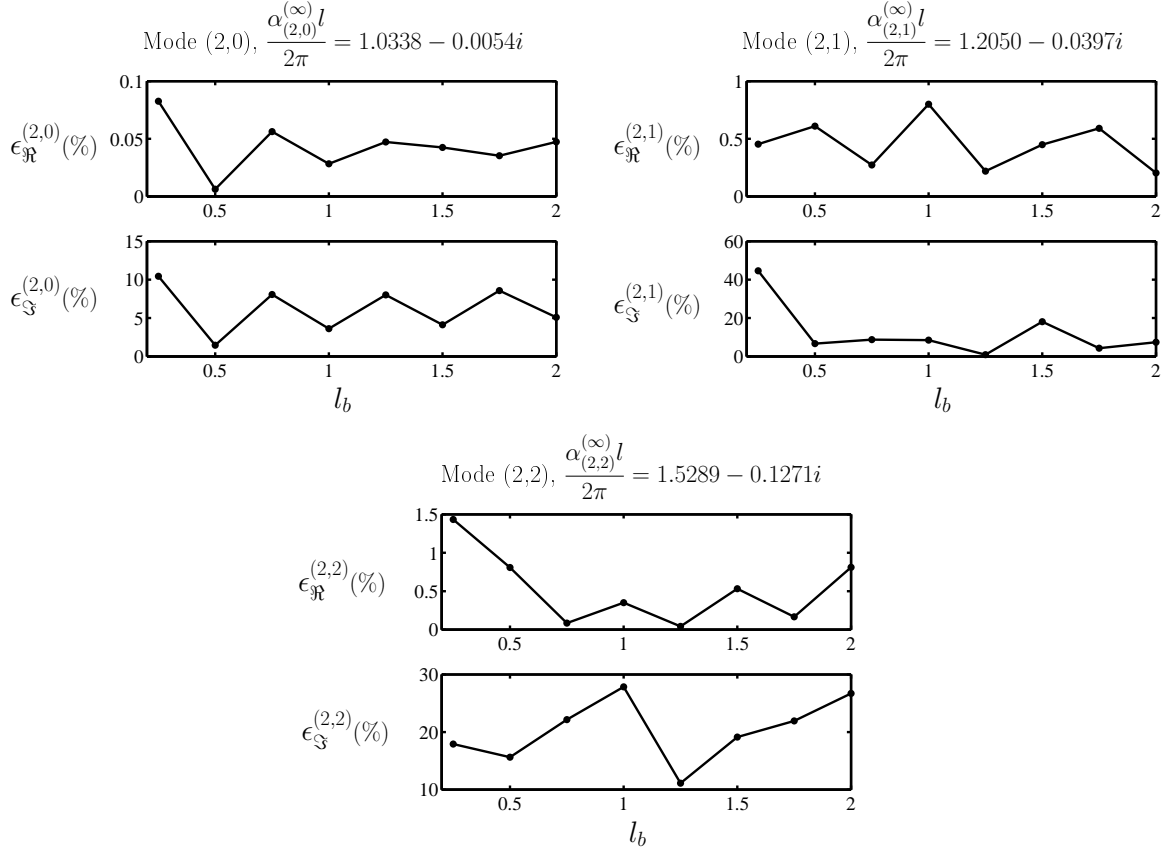 Mode (2,0), α_{(2,0)}^{(∞)} l / 2π = 1.0338 − 0.0054i
ϵ_ℜ^{(2,0)} (%)
0.1
0.05
0
0.5 1 1.5 2
ϵ_ℑ^{(2,0)} (%)
15
10
5
0
0.5 1 1.5 2
l_b
Mode (2,1), α_{(2,1)}^{(∞)} l / 2π = 1.2050 − 0.0397i
ϵ_ℜ^{(2,1)} (%)
1
0.5
0
0.5 1 1.5 2
ϵ_ℑ^{(2,1)} (%)
60
40
20
0
0.5 1 1.5 2
l_b
Mode (2,2), α_{(2,2)}^{(∞)} l / 2π = 1.5289 − 0.1271i
ϵ_ℜ^{(2,2)} (%)
1.5
1
0.5
0
0.5 1 1.5 2
ϵ_ℑ^{(2,2)} (%)
30
20
10
0.5 1 1.5 2
l_b